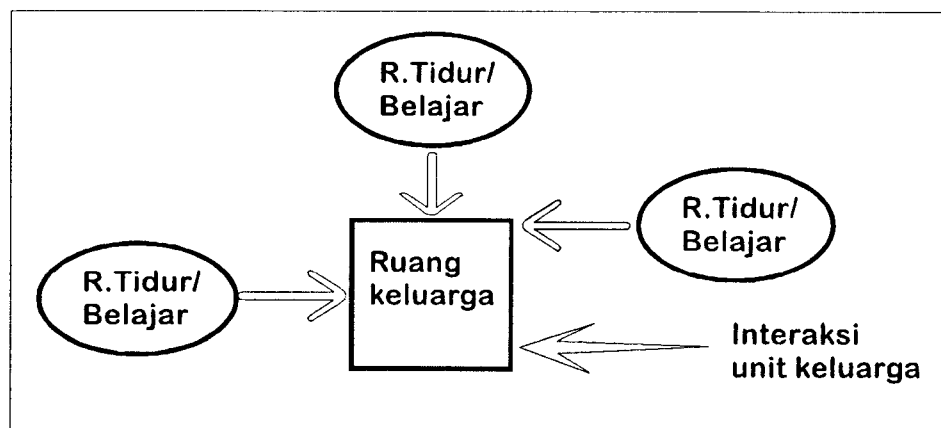 R.Tidur/
Belajar
R.Tidur/
Belajar
Ruang
keluarga
R.Tidur/
Belajar
Interaksi
unit keluarga